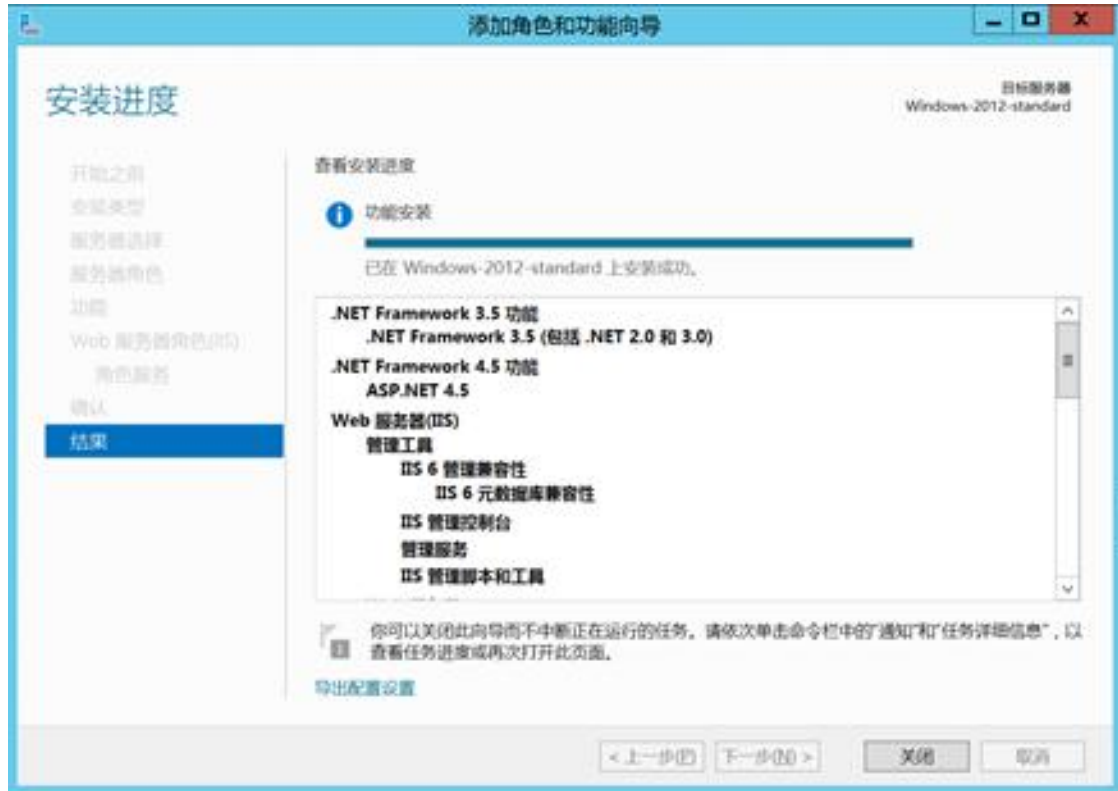 添加角色和功能向导
安装进度
目标服务器
Windows-2012-standard
开始之前
安装类型
服务器选择
服务器角色
功能
Web 服务器角色(IIS)
角色服务
确认
结果
查看安装进度
功能安装
已在 Windows-2012-standard 上安装成功。
.NET Framework 3.5 功能
.NET Framework 3.5 (包括 .NET 2.0 和 3.0)
.NET Framework 4.5 功能
ASP.NET 4.5
Web 服务器(IIS)
管理工具
IIS 6 管理兼容性
IIS 6 元数据库兼容性
IIS 管理控制台
管理服务
IIS 管理脚本和工具
你可以关闭此向导而不中断正在运行的任务。请依次单击命令栏中的"通知"和"任务详细信息"，以
查看任务进度或再次打开此页面。
导出配置设置
< 上一步(P)
下一步(N) >
关闭
取消